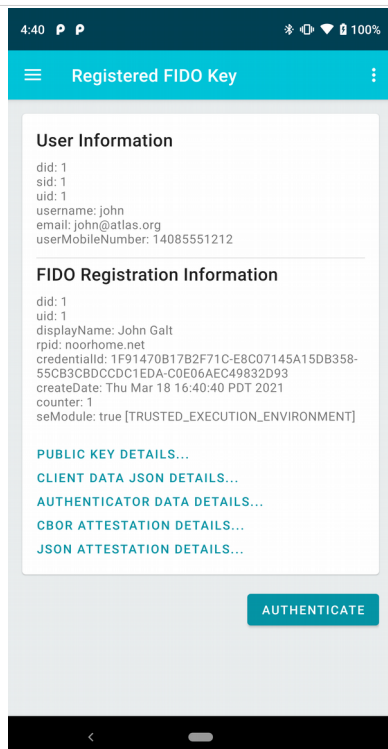 4:40 100%
Registered FIDO Key
User Information
did: 1
sid: 1
uid: 1
username: john
email: john@atlas.org
userMobileNumber: 14085551212
FIDO Registration Information
did: 1
uid: 1
displayName: John Galt
rpid: noorhome.net
credentialId: 1F91470B17B2F71C-E8C07145A15DB358-
55CB3CBDCCDC1EDA-C0E06AEC49832D93
createDate: Thu Mar 18 16:40:40 PDT 2021
counter: 1
seModule: true [TRUSTED_EXECUTION_ENVIRONMENT]
PUBLIC KEY DETAILS...
CLIENT DATA JSON DETAILS...
AUTHENTICATOR DATA DETAILS...
CBOR ATTESTATION DETAILS...
JSON ATTESTATION DETAILS...
AUTHENTICATE